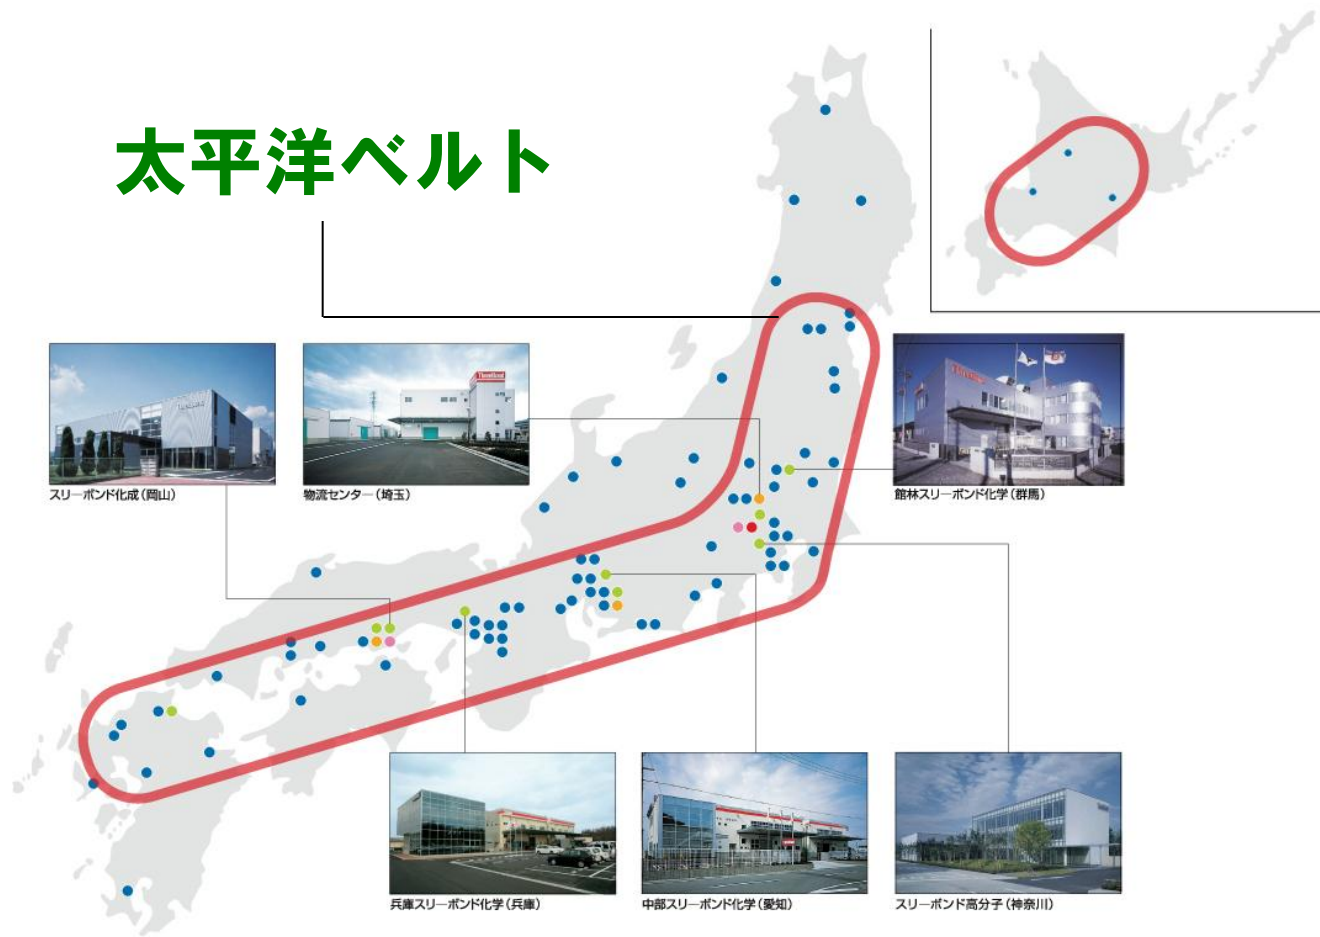 太平洋ベルト
スリーボンド化成(岡山)
物流センター(埼玉)
ThreeBond
館林スリーボンド化学(群馬)
兵庫スリーボンド化学(兵庫)
中部スリーボンド化学(愛知)
スリーボンド高分子(神奈川)